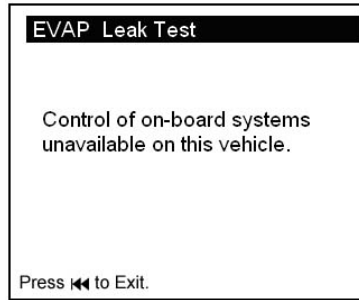 EVAP Leak Test
Control of on-board systems
unavailable on this vehicle.
Press ⏮ to Exit.